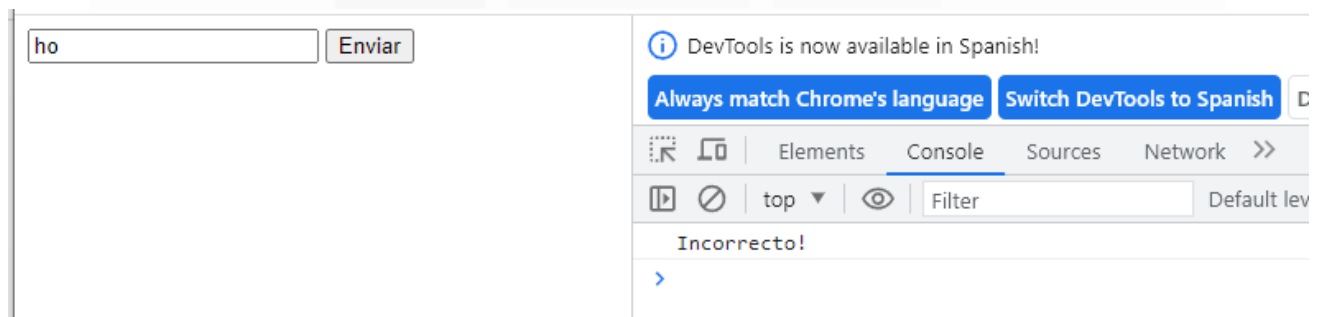 ho Enviar
DevTools is now available in Spanish!
Always match Chrome's language Switch DevTools to Spanish D
Elements Console Sources Network
top Filter Default lev
Incorrecto!